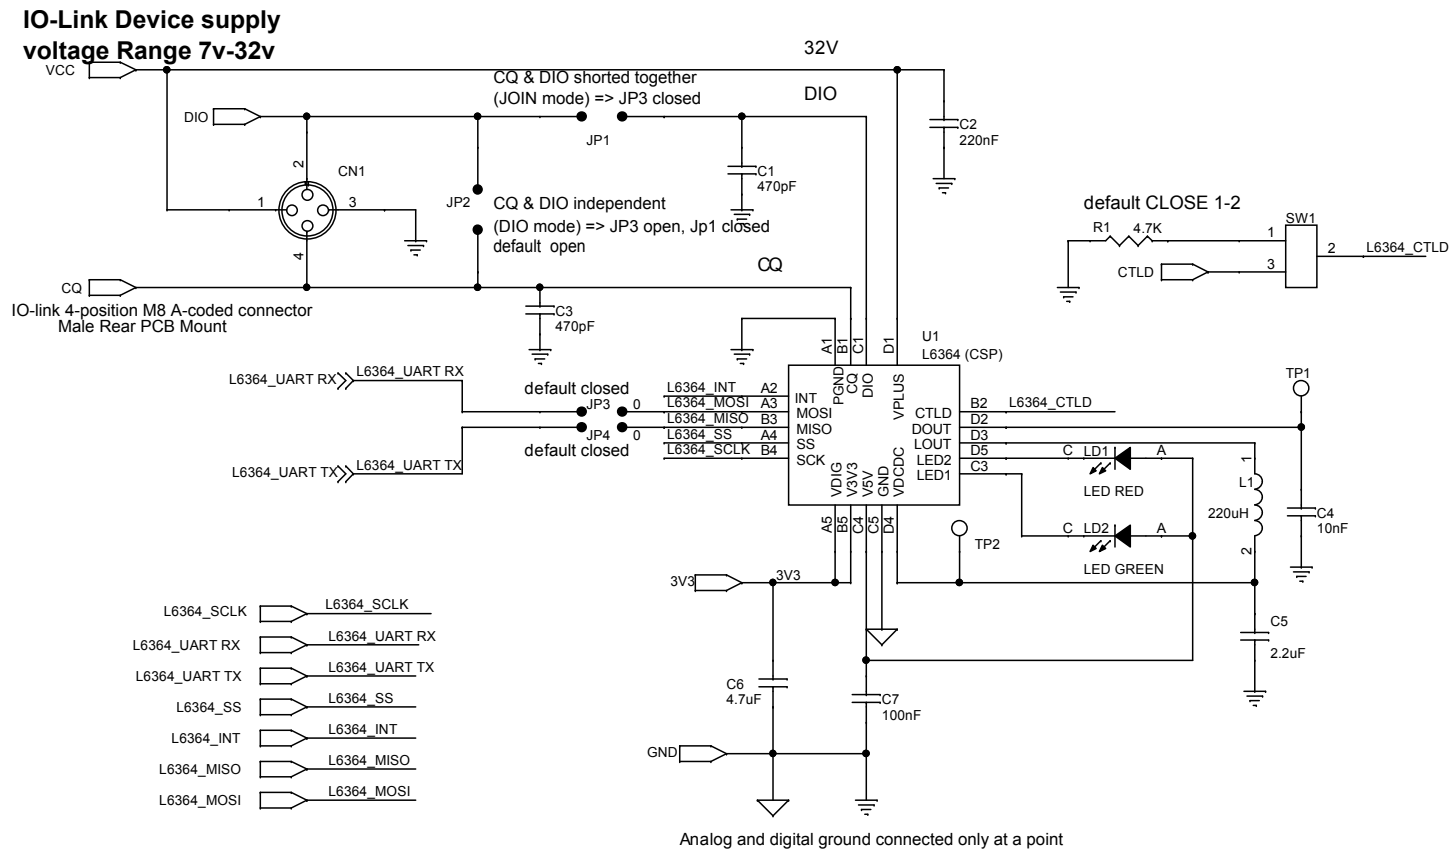 IO-Link Device supply
voltage Range 7v-32v
VCC
32V
CQ & DIO shorted together
(JOIN mode) => JP3 closed
DIO
DIO
JP1
C2
220nF
2
CN1
C1
470pF
1
3
JP2
CQ & DIO independent
(DIO mode) => JP3 open, Jp1 closed
default open
4
CQ
CQ
default CLOSE 1-2
SW1
R1
4.7K
1
2
L6364_CTLD
CTLD
3
IO-link 4-position M8 A-coded connector
Male Rear PCB Mount
C3
470pF
A1
B1
C1
D1
U1
L6364 (CSP)
L6364_UART RX
L6364_UART RX
default closed
JP3
0
JP4
0
default closed
L6364_UART TX
L6364_UART TX
L6364_INT
A2
L6364_MOSI
A3
L6364_MISO
B3
L6364_SS
A4
L6364_SCLK
B4
PGND
CQ
DIO
VPLUS
INT
MOSI
MISO
SS
SCK
CTLD
DOUT
LOUT
LED2
LED1
VDIG
V3V3
V5V
GND
VDCDC
B2
L6364_CTLD
D2
D3
D5
C3
TP1
C
LD1
A
LED RED
C
LD2
A
LED GREEN
1
L1
220uH
2
C4
10nF
A5
B5
C4
C5
D4
TP2
3V3
3V3
C5
2.2uF
C6
4.7uF
C7
100nF
GND
L6364_SCLK
L6364_SCLK
L6364_UART RX
L6364_UART RX
L6364_UART TX
L6364_UART TX
L6364_SS
L6364_SS
L6364_INT
L6364_INT
L6364_MISO
L6364_MISO
L6364_MOSI
L6364_MOSI
Analog and digital ground connected only at a point